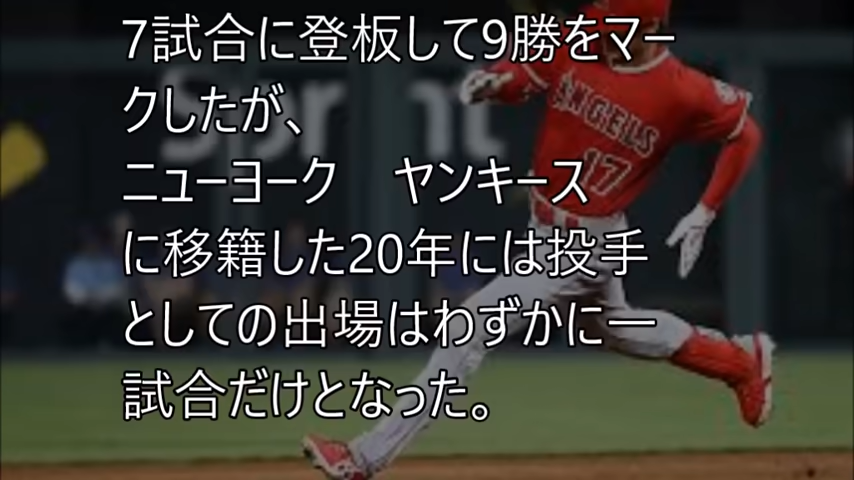 7試合に登板して9勝をマー
クしたが、
ニューヨーク　ヤンキース
に移籍した20年には投手
としての出場はわずかに一
試合だけとなった。
Sprint
ANGELS
17